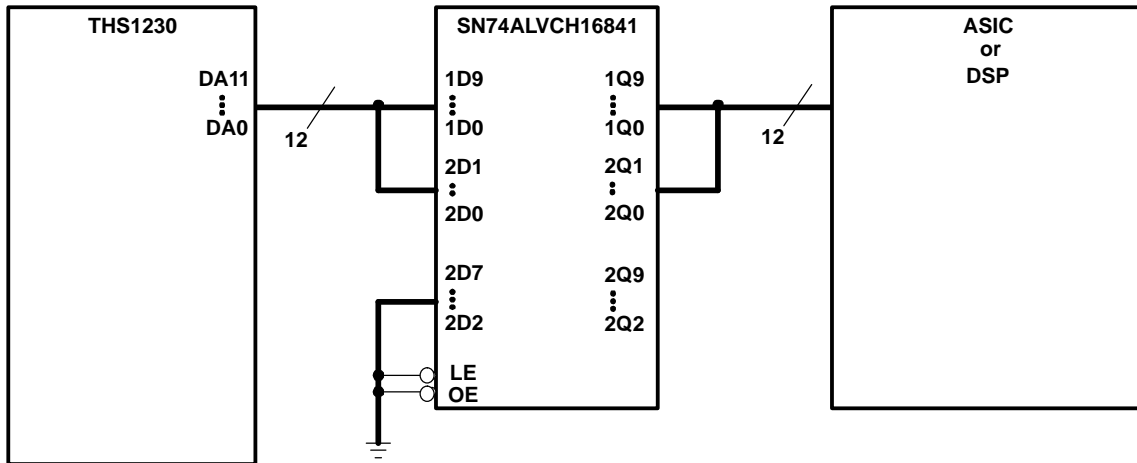 THS1230
SN74ALVCH16841
ASIC
or
DSP
DA11
DA0
12
1D9
1D0
2D1
2D0
2D7
2D2
LE
OE
1Q9
1Q0
2Q1
2Q0
2Q9
2Q2
12